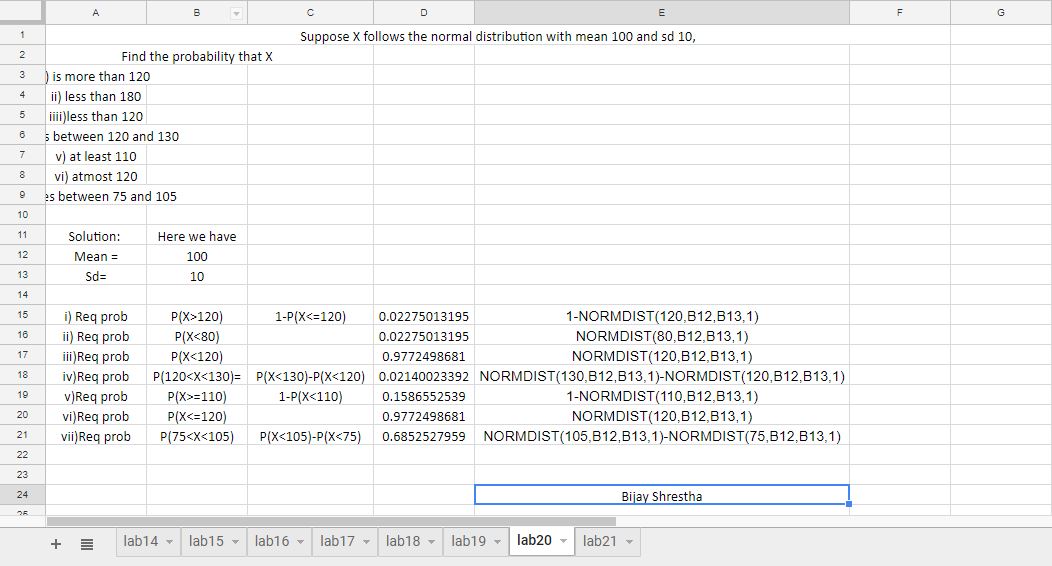 A B C D E F G
1 Suppose X follows the normal distribution with mean 100 and sd 10,
2 Find the probability that X
3 ) is more than 120
4 ii) less than 180
5 iiii)less than 120
6 s between 120 and 130
7 v) at least 110
8 vi) atmost 120
9 es between 75 and 105
10
11 Solution: Here we have
12 Mean = 100
13 Sd= 10
14
15 i) Req prob P(X>120) 1-P(X<=120) 0.02275013195 1-NORMDIST(120,B12,B13,1)
16 ii) Req prob P(X<80) 0.02275013195 NORMDIST(80,B12,B13,1)
17 iii)Req prob P(X<120) 0.9772498681 NORMDIST(120,B12,B13,1)
18 iv)Req prob P(120<X<130)= P(X<130)-P(X<120) 0.02140023392 NORMDIST(130,B12,B13,1)-NORMDIST(120,B12,B13,1)
19 v)Req prob P(X>=110) 1-P(X<110) 0.1586552539 1-NORMDIST(110,B12,B13,1)
20 vi)Req prob P(X<=120) 0.9772498681 NORMDIST(120,B12,B13,1)
21 vii)Req prob P(75<X<105) P(X<105)-P(X<75) 0.6852527959 NORMDIST(105,B12,B13,1)-NORMDIST(75,B12,B13,1)
22
23
24 Bijay Shrestha
25
lab14 lab15 lab16 lab17 lab18 lab19 lab20 lab21